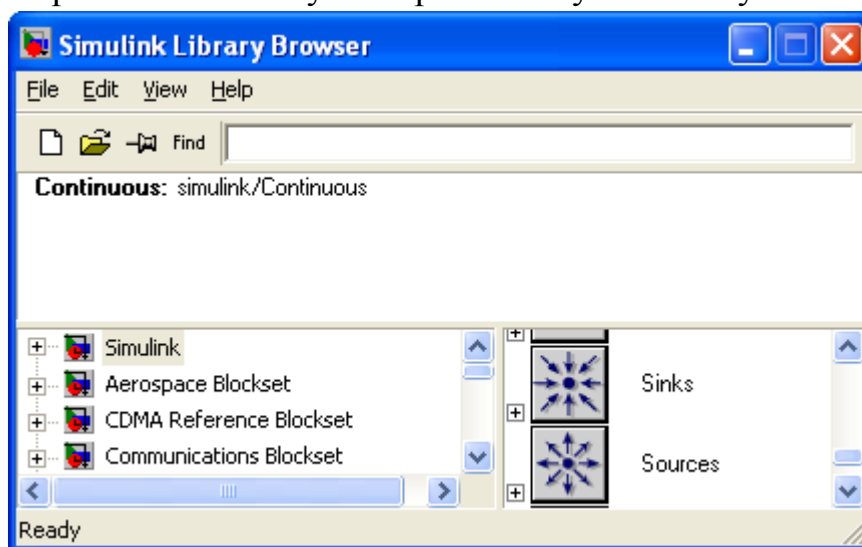 Simulink Library Browser
File Edit View Help
Find
Continuous: simulink/Continuous
Simulink
Aerospace Blockset
CDMA Reference Blockset
Communications Blockset
Sinks
Sources
Ready